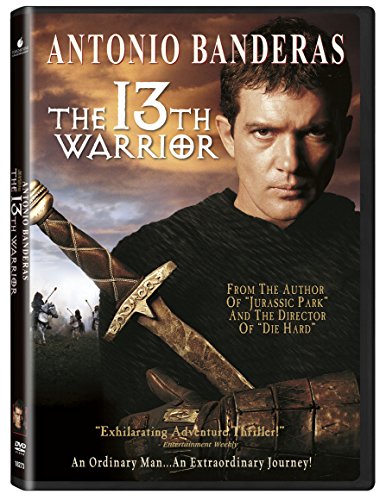 ANTONIO BANDERAS
THE 13TH
WARRIOR
FROM THE AUTHOR
OF "JURASSIC PARK"
AND THE DIRECTOR
OF "DIE HARD"
"Exhilarating Adventure Thriller!"
-Entertainment Weekly
An Ordinary Man...An Extraordinary Journey!
ANTONIO BANDERAS
THE 13TH WARRIOR
DVD